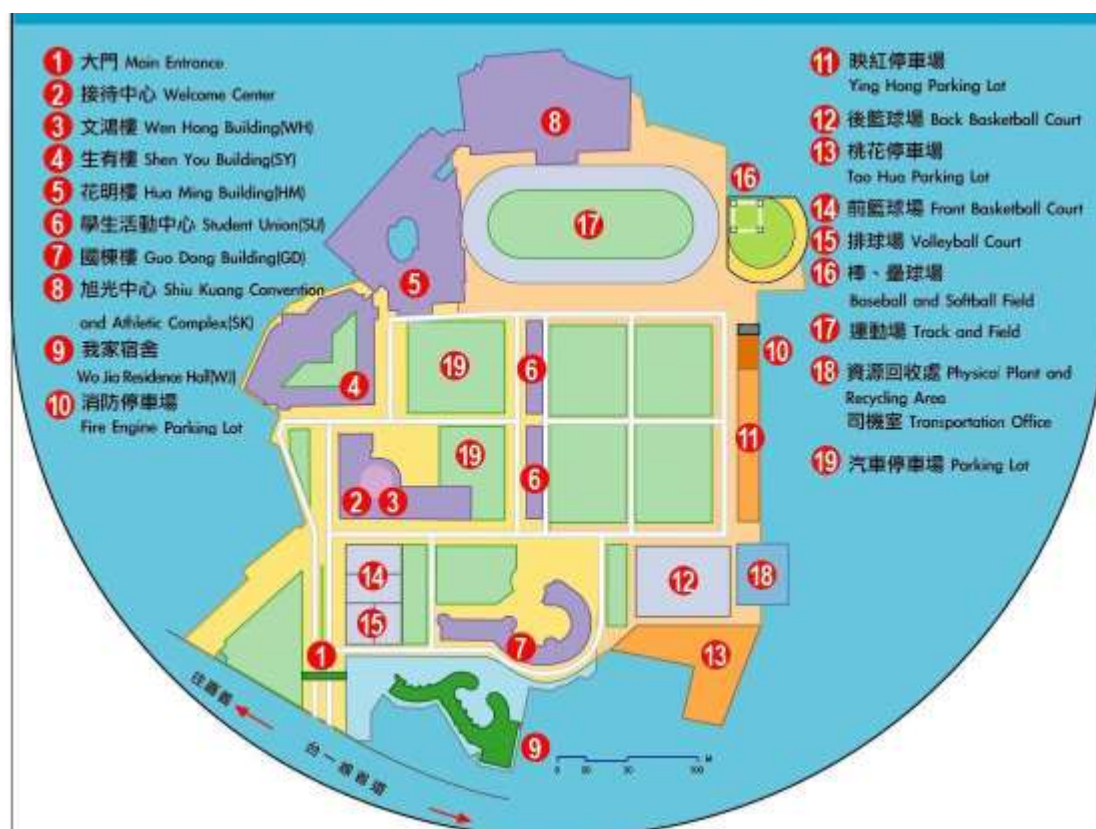 1 大門 Main Entrance
2 接待中心 Welcome Center
3 文鴻樓 Wen Hong Building(WH)
4 生有樓 Shen You Building(SY)
5 花明樓 Hua Ming Building(HM)
6 學生活動中心 Student Union(SU)
7 國棟樓 Guo Dong Building(GD)
8 旭光中心 Shiu Kuang Convention
and Athletic Complex(SK)
9 我家宿舍
Wo Jia Residence Hall(WJ)
10 消防停車場
Fire Engine Parking Lot
11 映紅停車場
Ying Hong Parking Lot
12 後籃球場 Back Basketball Court
13 桃花停車場
Tao Hua Parking Lot
14 前籃球場 Front Basketball Court
15 排球場 Volleyball Court
16 棒、壘球場
Baseball and Softball Field
17 運動場 Track and Field
18 資源回收處 Physical Plant and
Recycling Area
司機室 Transportation Office
19 汽車停車場 Parking Lot
8
16
17
5
10
19
6
4
11
19
6
2 3
14
12
18
15
7
1
13
9
往嘉義
台一線舊道
0
100
M